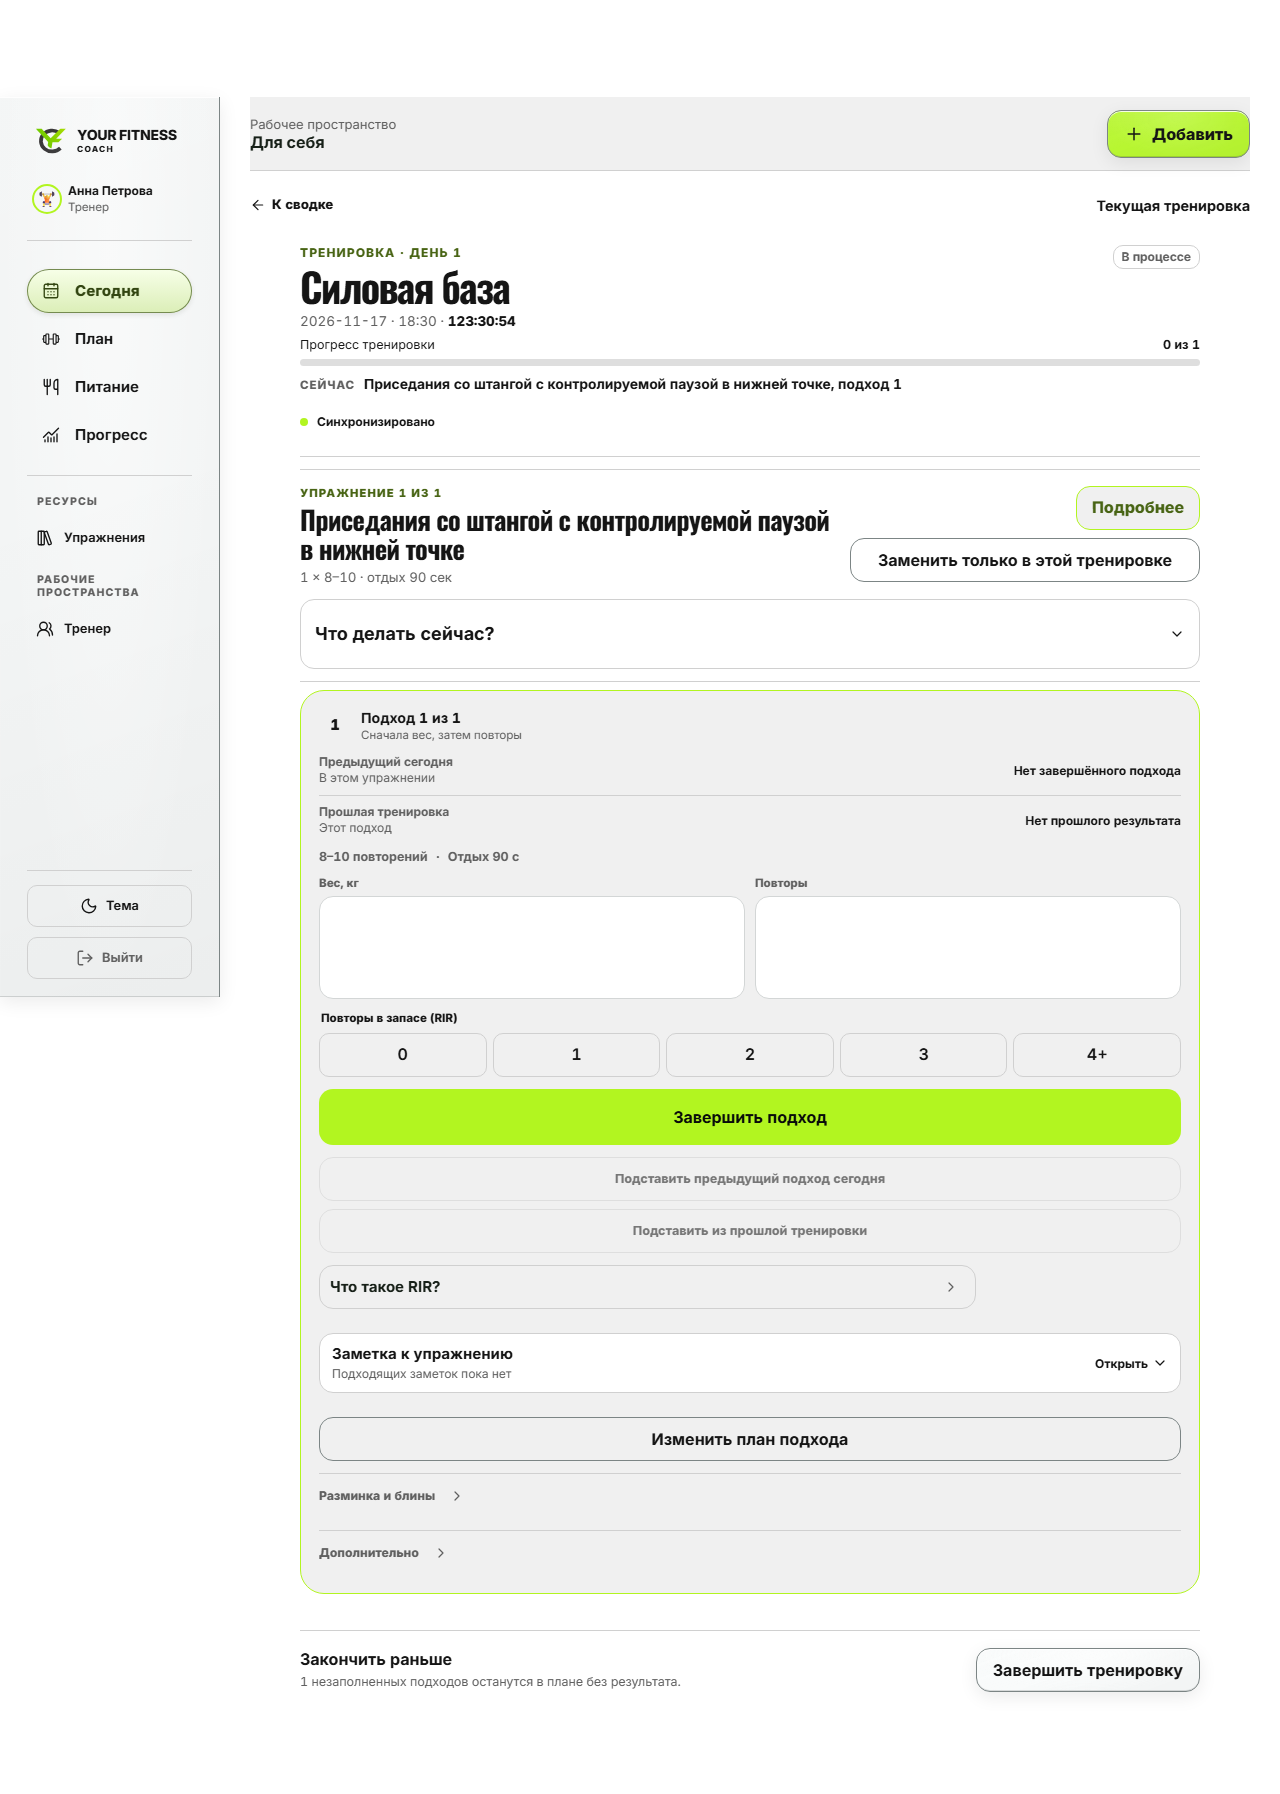 YOUR FITNESS
COACH
Анна Петрова
Тренер
Сегодня
План
Питание
Прогресс
РЕСУРСЫ
Упражнения
РАБОЧИЕ
ПРОСТРАНСТВА
Тренер
Тема
Выйти
Рабочее пространство
Для себя
Добавить
К сводке
Текущая тренировка
ТРЕНИРОВКА · ДЕНЬ 1
В процессе
Силовая база
2026-11-17 · 18:30 · 123:30:54
Прогресс тренировки
0 из 1
СЕЙЧАС Приседания со штангой с контролируемой паузой в нижней точке, подход 1
Синхронизировано
УПРАЖНЕНИЕ 1 ИЗ 1
Приседания со штангой с контролируемой паузой
в нижней точке
1 × 8–10 · отдых 90 сек
Подробнее
Заменить только в этой тренировке
Что делать сейчас?
1
Подход 1 из 1
Сначала вес, затем повторы
Предыдущий сегодня
В этом упражнении
Нет завершённого подхода
Прошлая тренировка
Этот подход
Нет прошлого результата
8–10 повторений · Отдых 90 с
Вес, кг
Повторы
Повторы в запасе (RIR)
0
1
2
3
4+
Завершить подход
Подставить предыдущий подход сегодня
Подставить из прошлой тренировки
Что такое RIR?
Заметка к упражнению
Подходящих заметок пока нет
Открыть
Изменить план подхода
Разминка и блины
Дополнительно
Закончить раньше
1 незаполненных подходов останутся в плане без результата.
Завершить тренировку